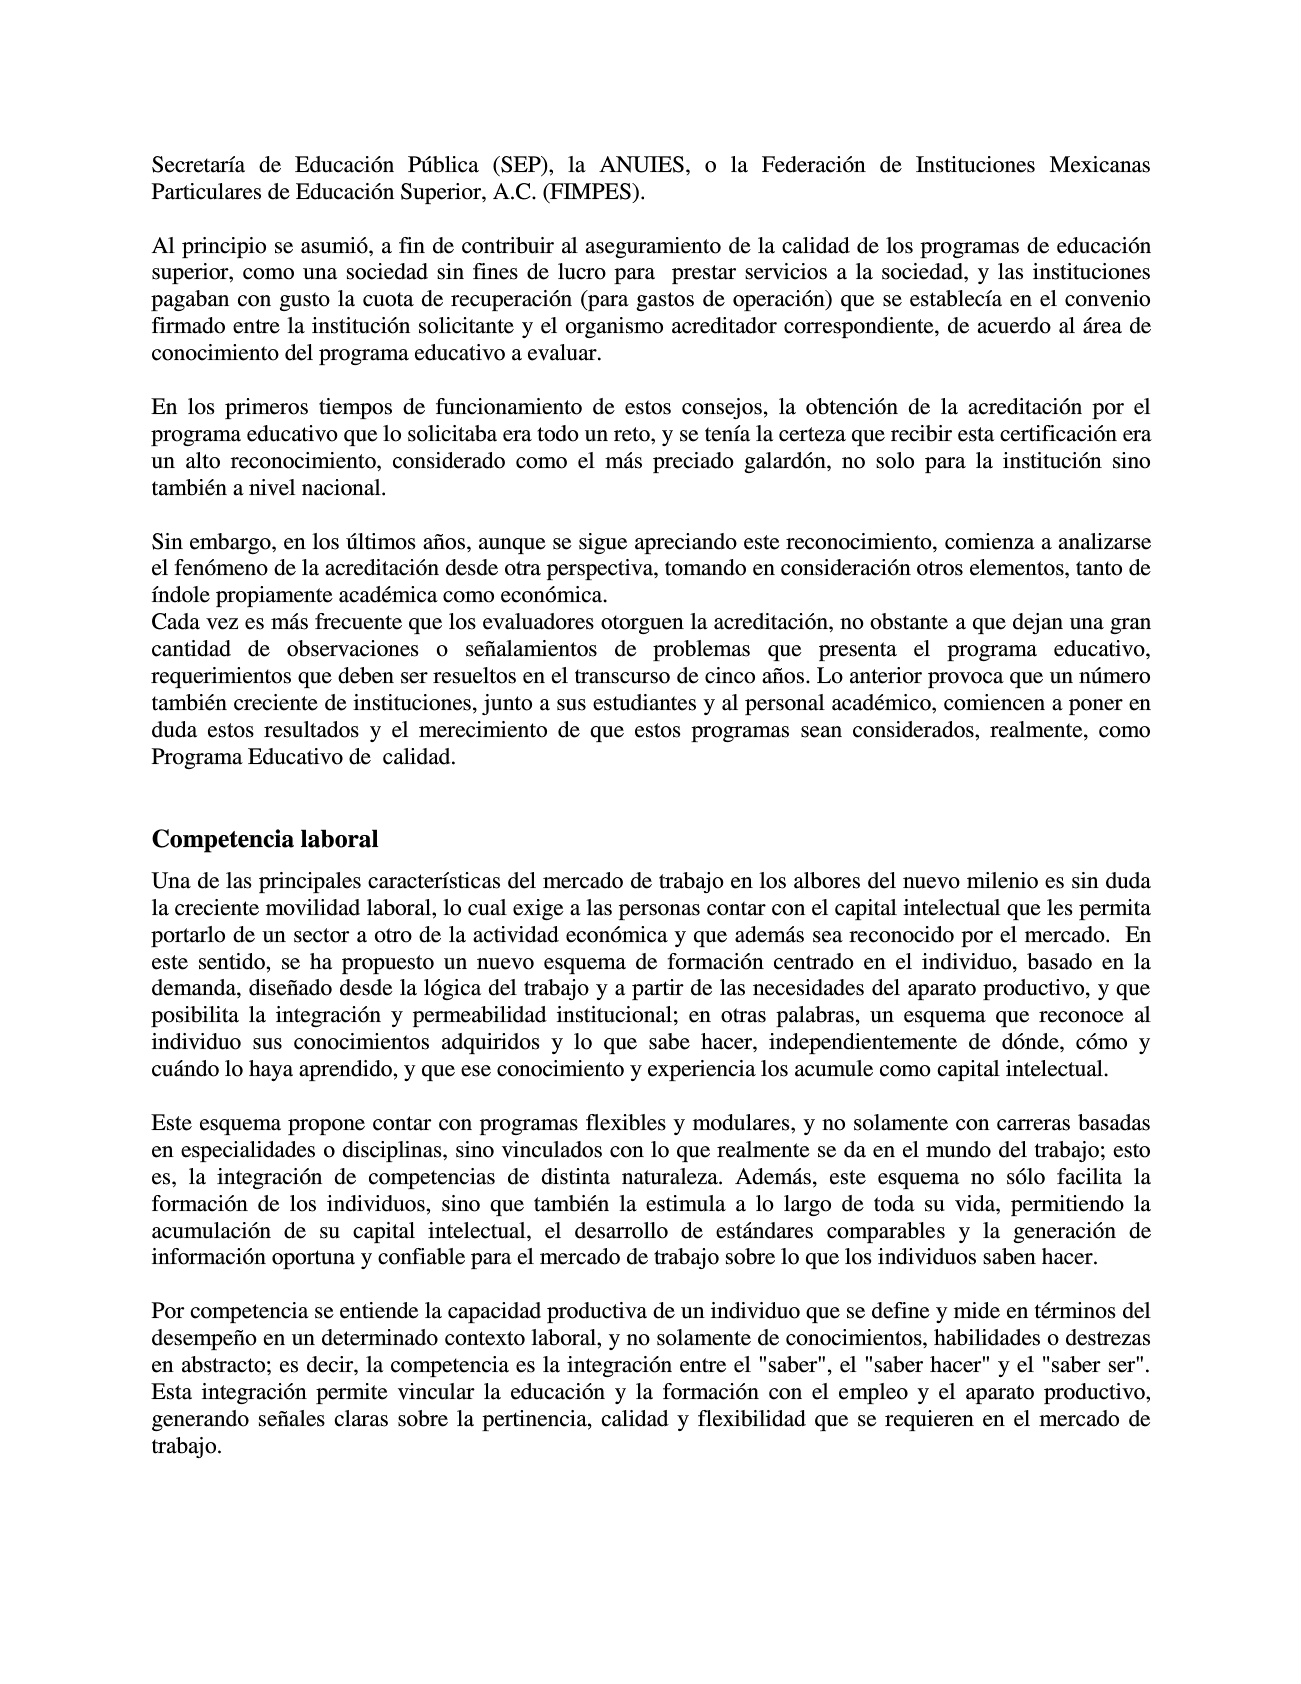 Secretaría de Educación Pública (SEP), la ANUIES, o la Federación de Instituciones Mexicanas
Particulares de Educación Superior, A.C. (FIMPES).
Al principio se asumió, a fin de contribuir al aseguramiento de la calidad de los programas de educación
superior, como una sociedad sin fines de lucro para  prestar servicios a la sociedad, y las instituciones
pagaban con gusto la cuota de recuperación (para gastos de operación) que se establecía en el convenio
firmado entre la institución solicitante y el organismo acreditador correspondiente, de acuerdo al área de
conocimiento del programa educativo a evaluar.
En los primeros tiempos de funcionamiento de estos consejos, la obtención de la acreditación por el
programa educativo que lo solicitaba era todo un reto, y se tenía la certeza que recibir esta certificación era
un alto reconocimiento, considerado como el más preciado galardón, no solo para la institución sino
también a nivel nacional.
Sin embargo, en los últimos años, aunque se sigue apreciando este reconocimiento, comienza a analizarse
el fenómeno de la acreditación desde otra perspectiva, tomando en consideración otros elementos, tanto de
índole propiamente académica como económica.
Cada vez es más frecuente que los evaluadores otorguen la acreditación, no obstante a que dejan una gran
cantidad de observaciones o señalamientos de problemas que presenta el programa educativo,
requerimientos que deben ser resueltos en el transcurso de cinco años. Lo anterior provoca que un número
también creciente de instituciones, junto a sus estudiantes y al personal académico, comiencen a poner en
duda estos resultados y el merecimiento de que estos programas sean considerados, realmente, como
Programa Educativo de  calidad.
Competencia laboral
Una de las principales características del mercado de trabajo en los albores del nuevo milenio es sin duda
la creciente movilidad laboral, lo cual exige a las personas contar con el capital intelectual que les permita
portarlo de un sector a otro de la actividad económica y que además sea reconocido por el mercado.  En
este sentido, se ha propuesto un nuevo esquema de formación centrado en el individuo, basado en la
demanda, diseñado desde la lógica del trabajo y a partir de las necesidades del aparato productivo, y que
posibilita la integración y permeabilidad institucional; en otras palabras, un esquema que reconoce al
individuo sus conocimientos adquiridos y lo que sabe hacer, independientemente de dónde, cómo y
cuándo lo haya aprendido, y que ese conocimiento y experiencia los acumule como capital intelectual.
Este esquema propone contar con programas flexibles y modulares, y no solamente con carreras basadas
en especialidades o disciplinas, sino vinculados con lo que realmente se da en el mundo del trabajo; esto
es, la integración de competencias de distinta naturaleza. Además, este esquema no sólo facilita la
formación de los individuos, sino que también la estimula a lo largo de toda su vida, permitiendo la
acumulación de su capital intelectual, el desarrollo de estándares comparables y la generación de
información oportuna y confiable para el mercado de trabajo sobre lo que los individuos saben hacer.
Por competencia se entiende la capacidad productiva de un individuo que se define y mide en términos del
desempeño en un determinado contexto laboral, y no solamente de conocimientos, habilidades o destrezas
en abstracto; es decir, la competencia es la integración entre el "saber", el "saber hacer" y el "saber ser".
Esta integración permite vincular la educación y la formación con el empleo y el aparato productivo,
generando señales claras sobre la pertinencia, calidad y flexibilidad que se requieren en el mercado de
trabajo.